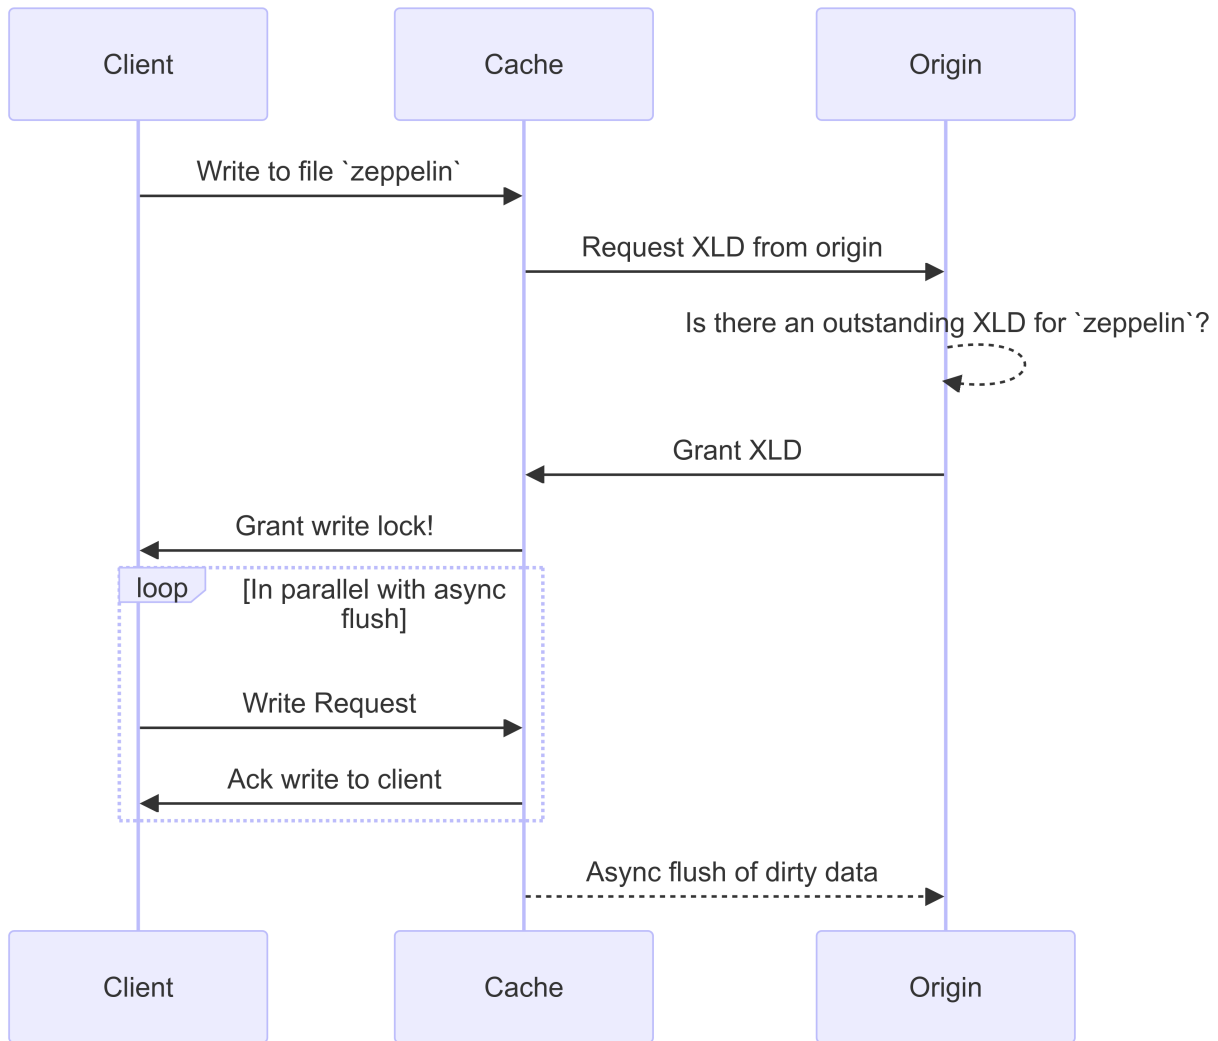 Client Cache Origin
Write to file `zeppelin`
Request XLD from origin
Is there an outstanding XLD for `zeppelin`?
Grant XLD
Grant write lock!
loop [In parallel with async
flush]
Write Request
Ack write to client
Async flush of dirty data
Client Cache Origin